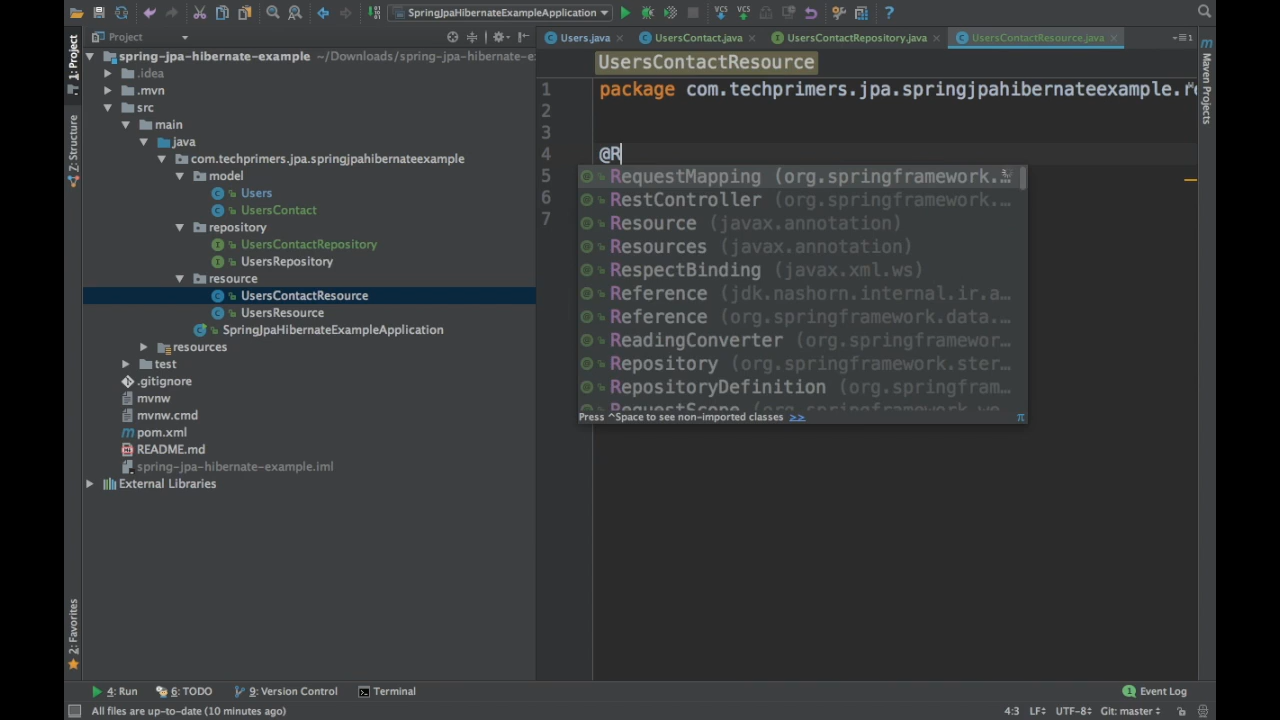 SpringJpaHibernateExampleApplication
Project
Users.java
UsersContact.java
UsersContactRepository.java
UsersContactResource.java
1: Project
Z: Structure
2: Favorites
Maven Projects
spring-jpa-hibernate-example ~/Downloads/spring-jpa-hibernate-e
.idea
.mvn
src
main
java
com.techprimers.jpa.springjpahibernateexample
model
Users
UsersContact
repository
UsersContactRepository
UsersRepository
resource
UsersContactResource
UsersResource
SpringJpaHibernateExampleApplication
resources
test
.gitignore
mvnw
mvnw.cmd
pom.xml
README.md
spring-jpa-hibernate-example.iml
External Libraries
UsersContactResource
1 package com.techprimers.jpa.springjpahibernateexample.re
2
3
4 @R
5
6
7
RequestMapping (org.springframework.…
RestController (org.springframework.…
Resource (javax.annotation)
Resources (javax.annotation)
RespectBinding (javax.xml.ws)
Reference (jdk.nashorn.internal.ir.a…
Reference (org.springframework.data.…
ReadingConverter (org.springframewor…
Repository (org.springframework.ster…
RepositoryDefinition (org.springfram…
RequestScope (org.springframework.we…
Press ^Space to see non-imported classes >>
π
4: Run
6: TODO
9: Version Control
Terminal
1 Event Log
All files are up-to-date (10 minutes ago)
4:3 LF UTF-8 Git: master